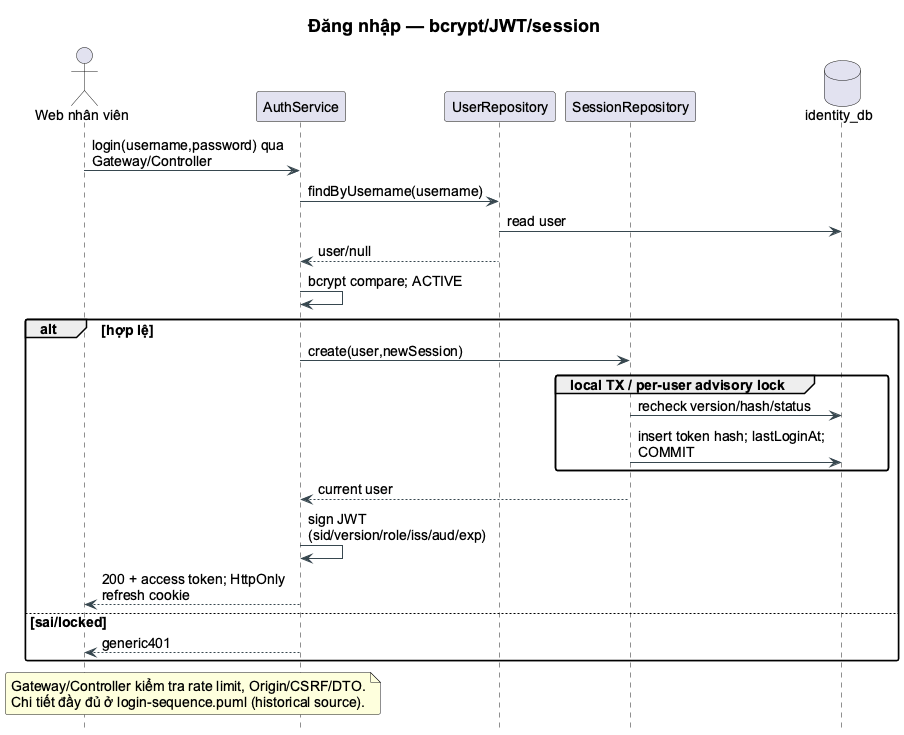 Đăng nhập — bcrypt/JWT/session
Web nhân viên
AuthService
UserRepository
SessionRepository
identity_db
login(username,password) qua
Gateway/Controller
findByUsername(username)
read user
user/null
bcrypt compare; ACTIVE
alt
[hợp lệ]
create(user,newSession)
local TX / per-user advisory lock
recheck version/hash/status
insert token hash; lastLoginAt;
COMMIT
current user
sign JWT
(sid/version/role/iss/aud/exp)
200 + access token; HttpOnly
refresh cookie
[sai/locked]
generic401
Gateway/Controller kiểm tra rate limit, Origin/CSRF/DTO.
Chi tiết đầy đủ ở login-sequence.puml (historical source).